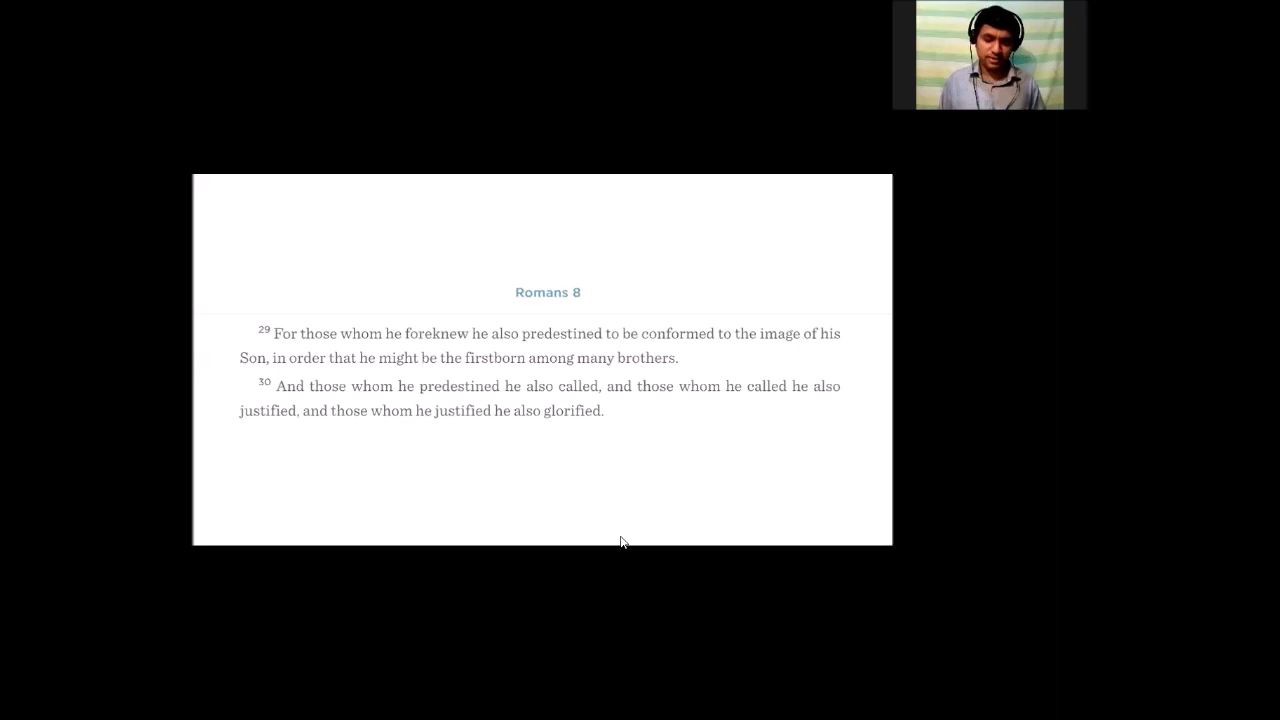 Romans 8
29 For those whom he foreknew he also predestined to be conformed to the image of his
Son, in order that he might be the firstborn among many brothers.
30 And those whom he predestined he also called, and those whom he called he also
justified, and those whom he justified he also glorified.